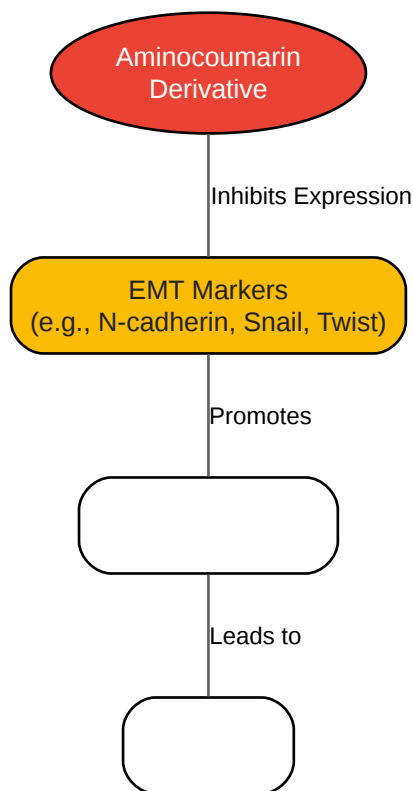 Aminocoumarin
Derivative
Inhibits Expression
EMT Markers
(e.g., N-cadherin, Snail, Twist)
Promotes
Leads to